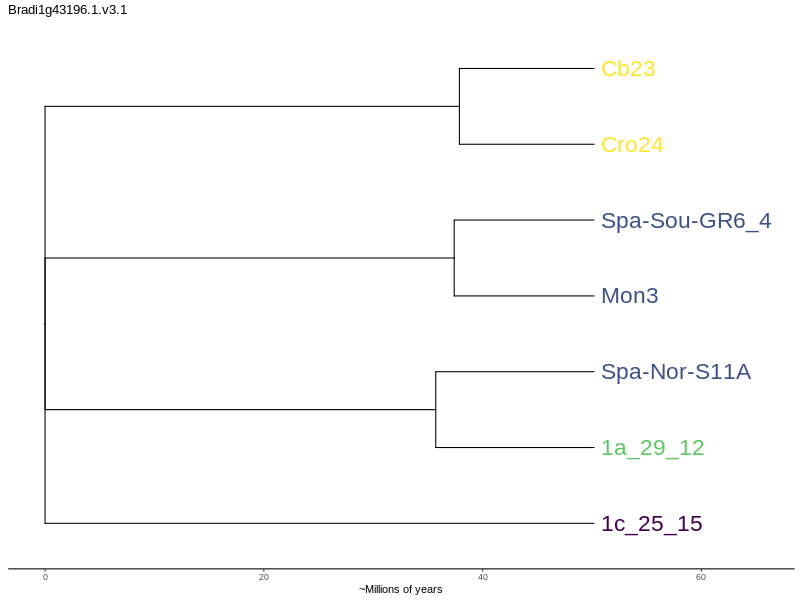 Bradi1g43196.1.v3.1
Cb23
Cro24
Spa-Sou-GR6_4
Mon3
Spa-Nor-S11A
1a_29_12
1c_25_15
0 20 40 60
~Millions of years